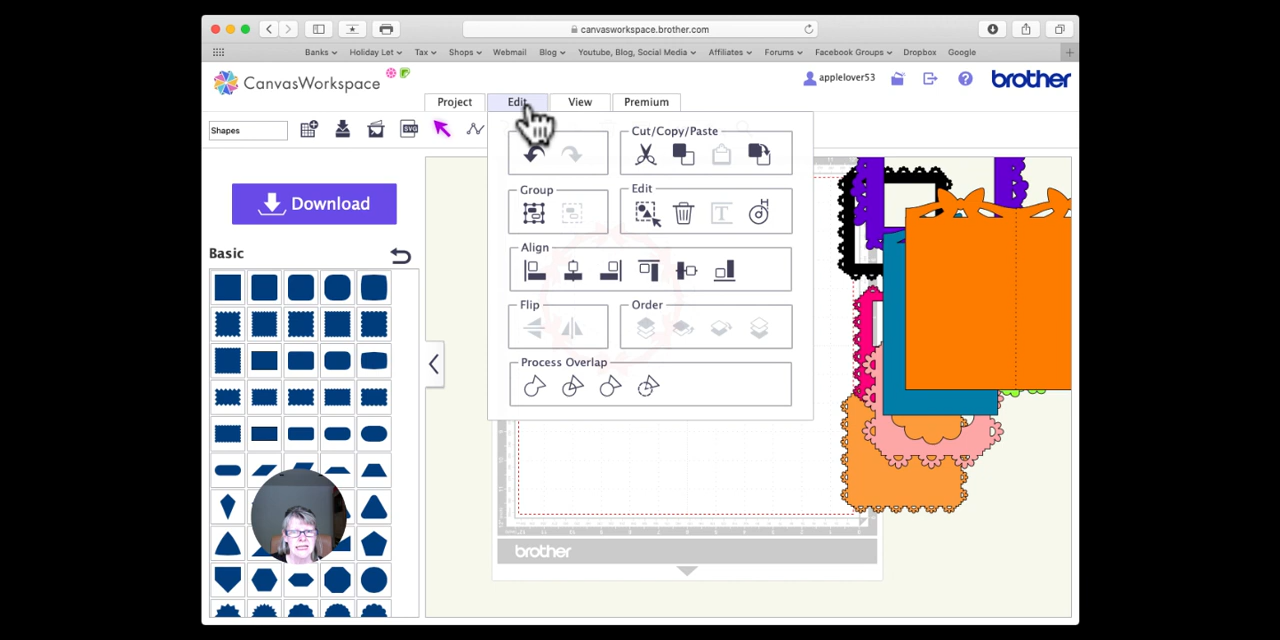 canvasworkspace.brother.com
Banks Holiday Let Tax Shops Webmail Blog Youtube, Blog, Social Media Affiliates Forums Facebook Groups Dropbox Google
CanvasWorkspace
applelover53
brother
Project Edit View Premium
Shapes
SVG
Download
Basic
Cut/Copy/Paste
Group
Edit
T
Align
Flip
Order
Process Overlap
brother